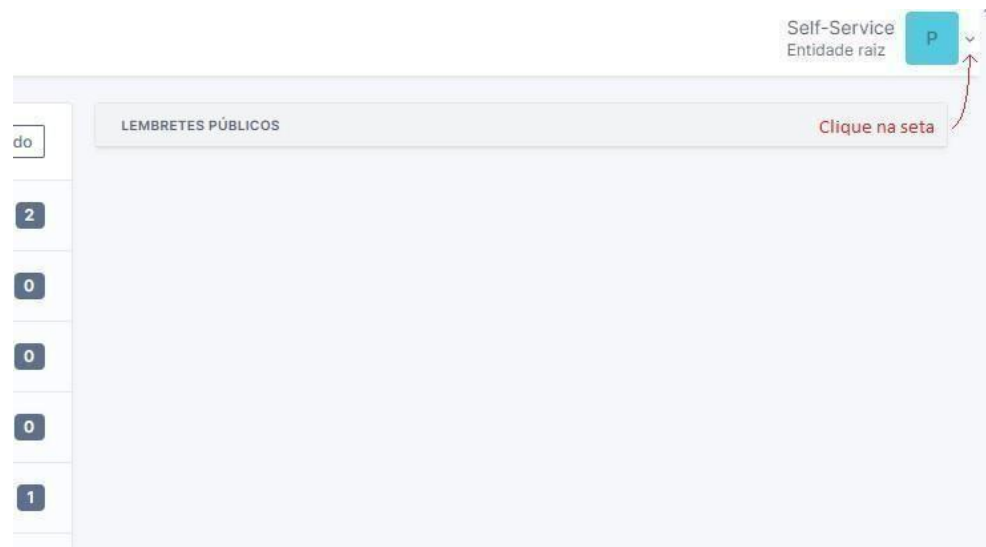 Self-Service
Entidade raiz
P
LEMBRETES PÚBLICOS
Clique na seta
do
2
0
0
0
1